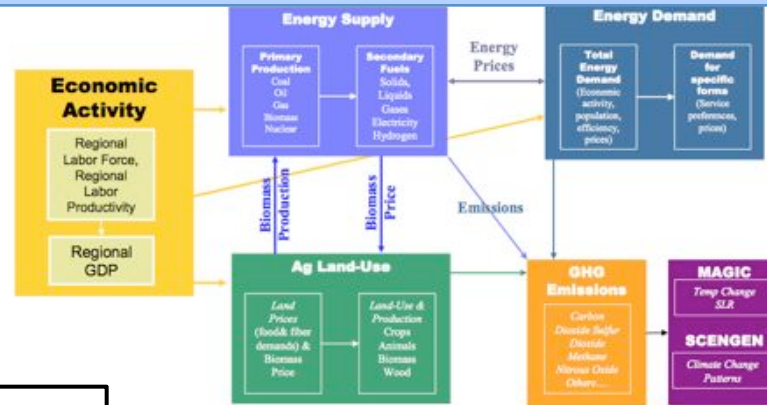 Economic
Activity
Regional
Labor Force,
Regional
Labor
Productivity
Regional
GDP
Energy Supply
Primary
Production
Coal
Oil
Gas
Biomass
Nuclear
Secondary
Fuels
Solids,
Liquids
Gases
Electricity
Hydrogen
Energy
Prices
Energy Demand
Total
Energy
Demand
(Economic
activity,
population,
efficiency,
prices)
Demand
for
specific
forms
(Service
preferences,
prices)
Biomass
Production
Biomass
Price
Emissions
Ag Land-Use
Land
Prices
(food& fiber
demands) &
Biomass
Price
Land-Use &
Production
Crops
Animals
Biomass
Wood
GHG
Emissions
Carbon
Dioxide Sulfer
Dioxide
Methane
Nitrous Oxide
Others...
MAGIC
Temp Change
SLR
SCENGEN
Climate Change
Patterns